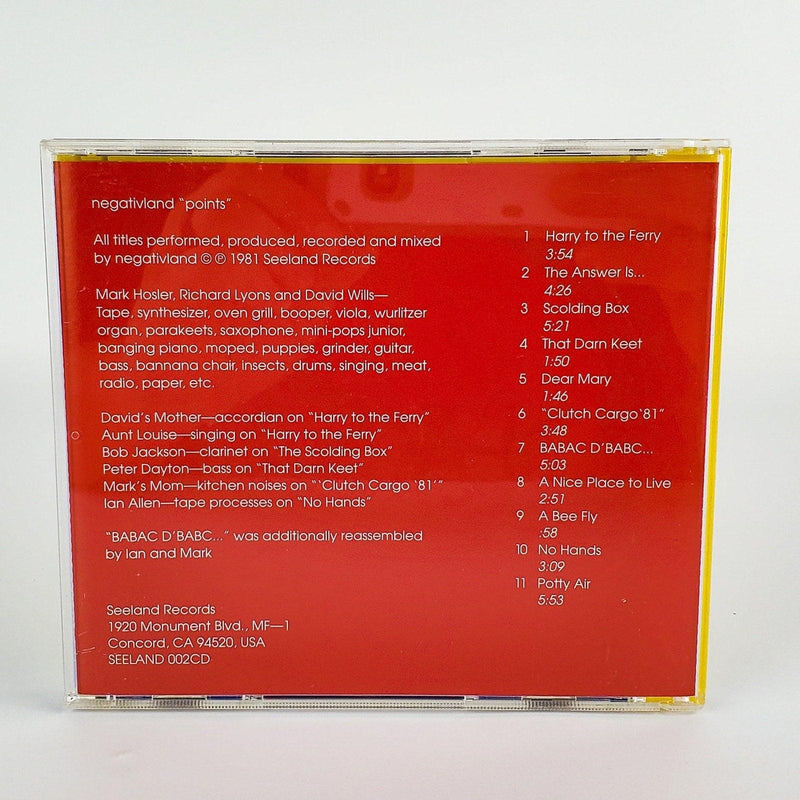 negativland "points"
All titles performed, produced, recorded and mixed
by negativland © ℗ 1981 Seeland Records
Mark Hosler, Richard Lyons and David Wills—
Tape, synthesizer, oven grill, booper, viola, wurlitzer
organ, parakeets, saxophone, mini-pops junior,
banging piano, moped, puppies, grinder, guitar,
bass, bannana chair, insects, drums, singing, meat,
radio, paper, etc.
David's Mother—accordian on "Harry to the Ferry"
Aunt Louise—singing on "Harry to the Ferry"
Bob Jackson—clarinet on "The Scolding Box"
Peter Dayton—bass on "That Darn Keet"
Mark's Mom—kitchen noises on "'Clutch Cargo '81'"
Ian Allen—tape processes on "No Hands"
"BABAC D'BABC..." was additionally reassembled
by Ian and Mark
Seeland Records
1920 Monument Blvd., MF—1
Concord, CA 94520, USA
SEELAND 002CD
1 Harry to the Ferry
3:54
2 The Answer Is...
4:26
3 Scolding Box
5:21
4 That Darn Keet
1:50
5 Dear Mary
1:46
6 "Clutch Cargo'81"
3:48
7 BABAC D'BABC...
5:03
8 A Nice Place to Live
2:51
9 A Bee Fly
:58
10 No Hands
3:09
11 Potty Air
5:53